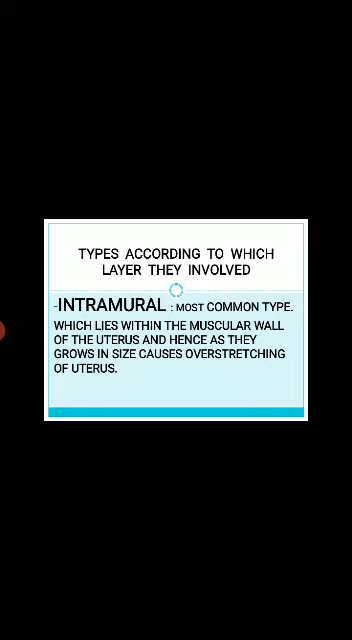 TYPES ACCORDING TO WHICH
LAYER THEY INVOLVED
-INTRAMURAL : MOST COMMON TYPE.
WHICH LIES WITHIN THE MUSCULAR WALL
OF THE UTERUS AND HENCE AS THEY
GROWS IN SIZE CAUSES OVERSTRETCHING
OF UTERUS.